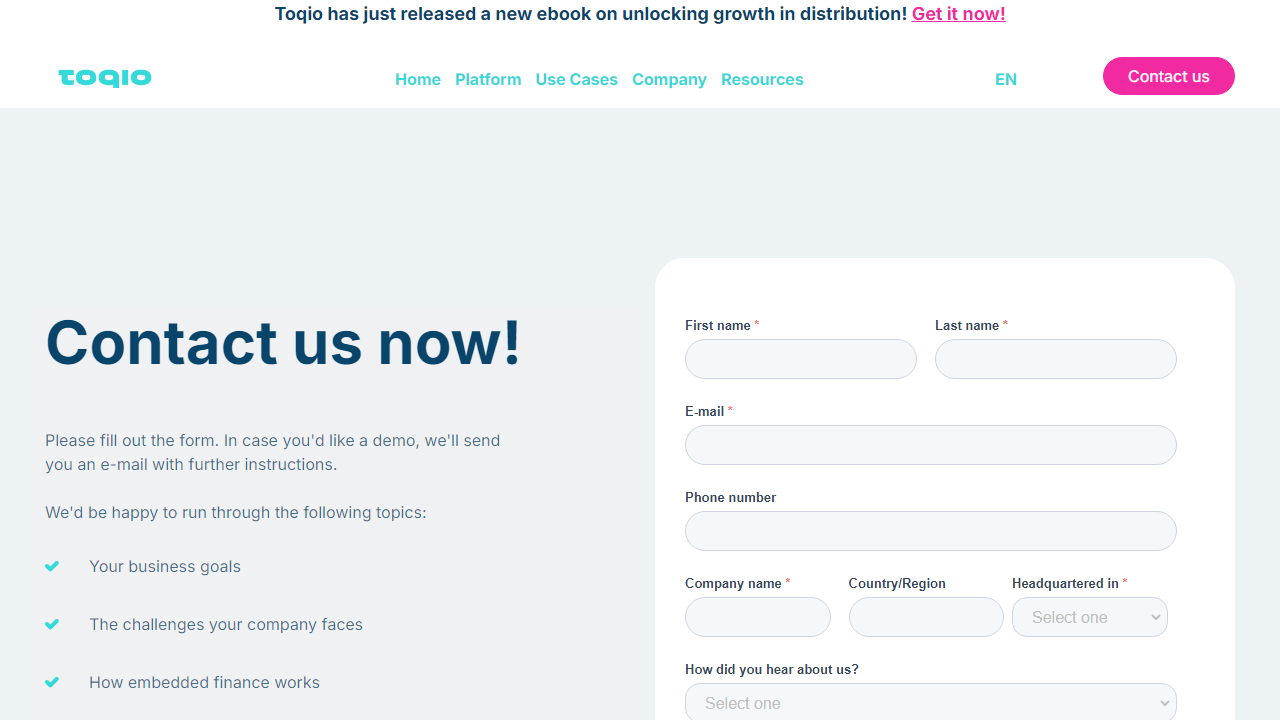 Toqio has just released a new ebook on unlocking growth in distribution! Get it now!
toqio
Home Platform Use Cases Company Resources
EN
Contact us
Contact us now!
Please fill out the form. In case you'd like a demo, we'll send
you an e-mail with further instructions.
We'd be happy to run through the following topics:
Your business goals
The challenges your company faces
How embedded finance works
First name * Last name *
E-mail *
Phone number
Company name * Country/Region Headquartered in *
Select one
How did you hear about us?
Select one